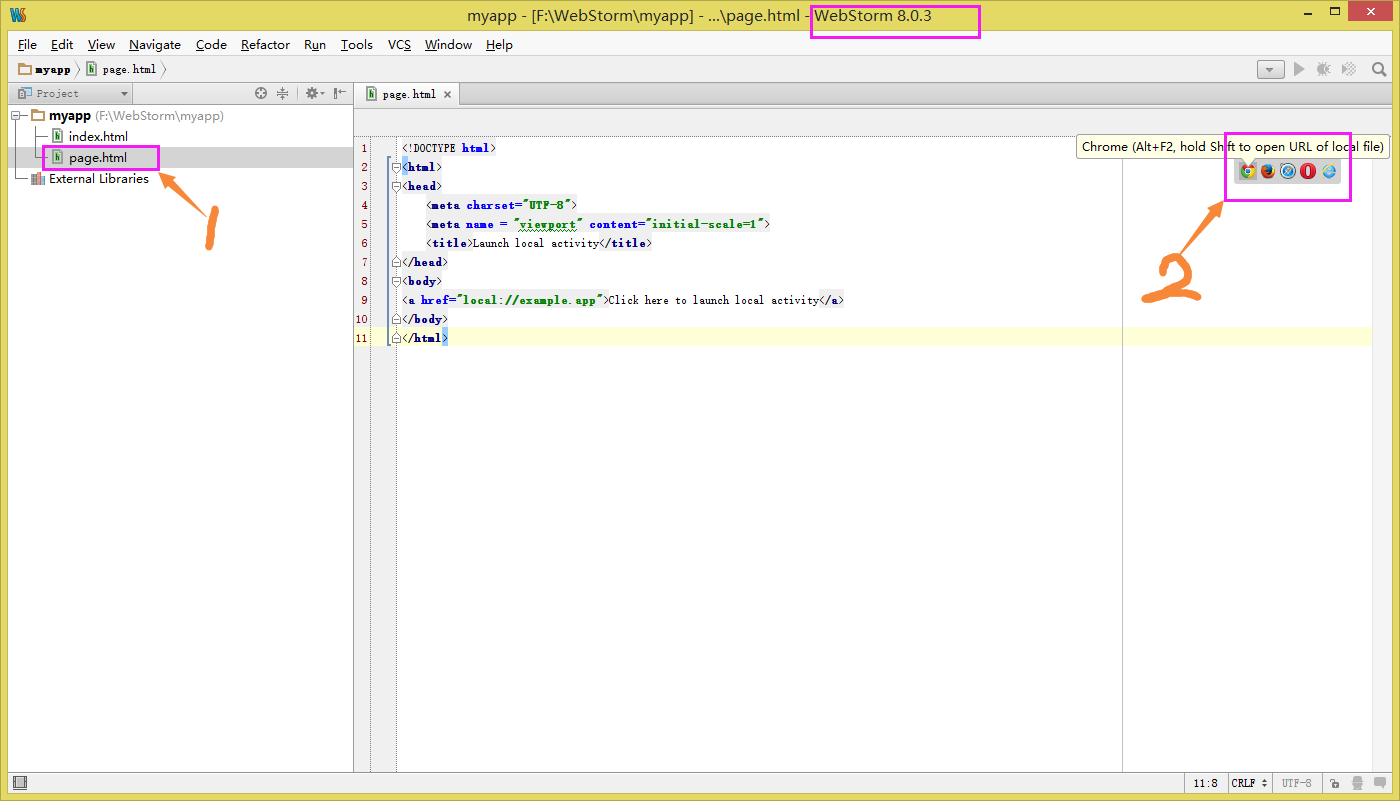 myapp - [F:\WebStorm\myapp] - ...\page.html - WebStorm 8.0.3
File Edit View Navigate Code Refactor Run Tools VCS Window Help
myapp page.html
Project
page.html
myapp (F:\WebStorm\myapp)
index.html
page.html
External Libraries
1
Chrome (Alt+F2, hold Shift to open URL of local file)
2
1 <!DOCTYPE html>
2 <html>
3 <head>
4 <meta charset="UTF-8">
5 <meta name = "viewport" content="initial-scale=1">
6 <title>Launch local activity</title>
7 </head>
8 <body>
9 <a href="local://example.app">Click here to launch local activity</a>
10 </body>
11 </html>
11:8 CRLF UTF-8